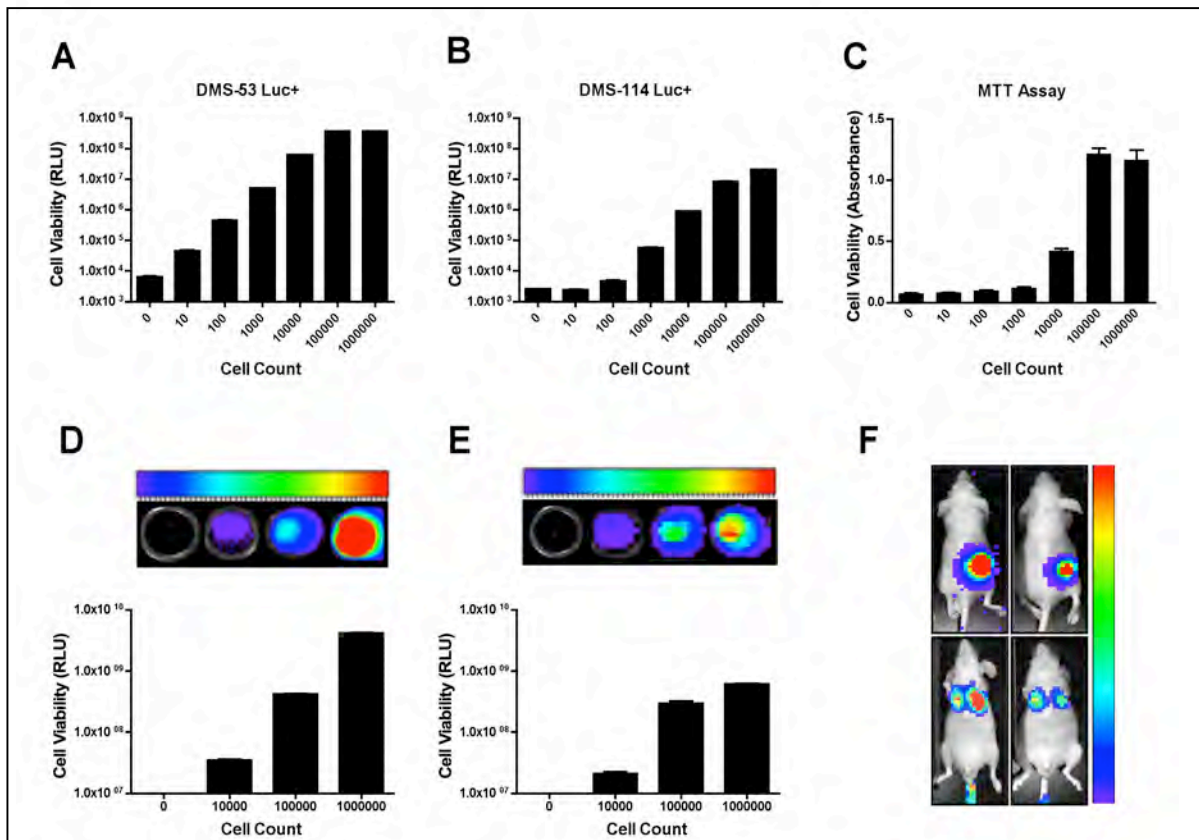 A
DMS-53 Luc+
Cell Viability (RLU)
1.0x10 9
1.0x10 8
1.0x10 7
1.0x10 6
1.0x10 5
1.0x10 4
1.0x10 3
0
10
100
1000
10000
100000
1000000
Cell Count
B
DMS-114 Luc+
Cell Viability (RLU)
1.0x10 9
1.0x10 8
1.0x10 7
1.0x10 6
1.0x10 5
1.0x10 4
1.0x10 3
0
10
100
1000
10000
100000
1000000
Cell Count
C
MTT Assay
Cell Viability (Absorbance)
1.5
1.0
0.5
0.0
0
10
100
1000
10000
100000
1000000
Cell Count
D
Cell Viability (RLU)
1.0x10 10
1.0x10 09
1.0x10 08
1.0x10 07
0
10000
100000
1000000
Cell Count
E
Cell Viability (RLU)
1.0x10 10
1.0x10 09
1.0x10 08
1.0x10 07
0
10000
100000
1000000
Cell Count
F